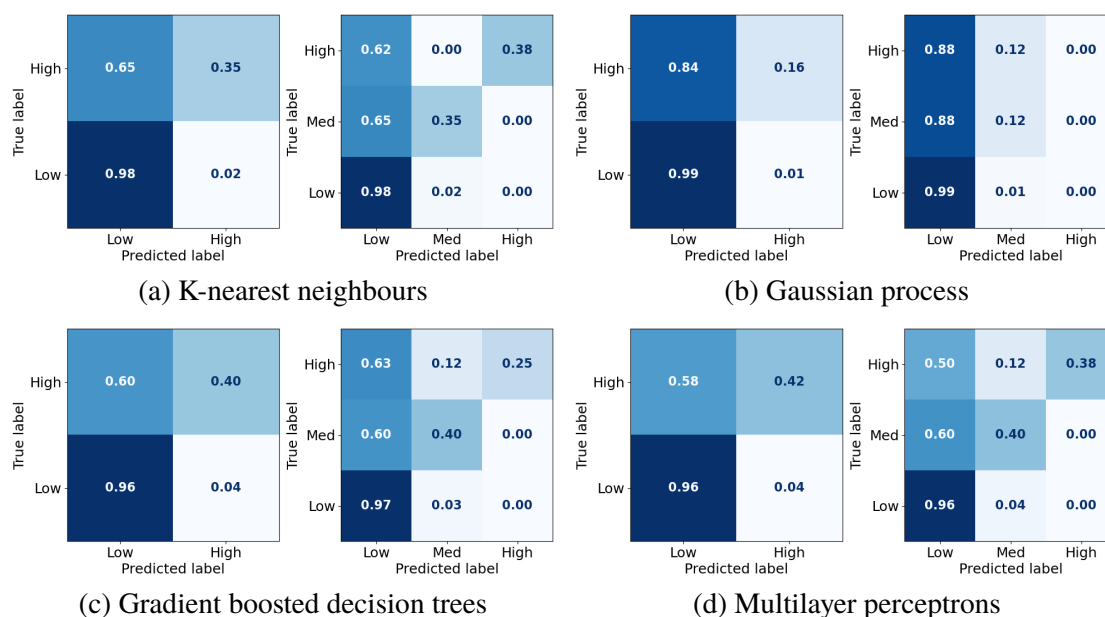 High 0.65 0.35
Low 0.98 0.02
Low High
Predicted label
True label
High 0.62 0.00 0.38
Med 0.65 0.35 0.00
Low 0.98 0.02 0.00
Low Med High
Predicted label
True label
(a) K-nearest neighbours
High 0.84 0.16
Low 0.99 0.01
Low High
Predicted label
True label
High 0.88 0.12 0.00
Med 0.88 0.12 0.00
Low 0.99 0.01 0.00
Low Med High
Predicted label
True label
(b) Gaussian process
High 0.60 0.40
Low 0.96 0.04
Low High
Predicted label
True label
High 0.63 0.12 0.25
Med 0.60 0.40 0.00
Low 0.97 0.03 0.00
Low Med High
Predicted label
True label
(c) Gradient boosted decision trees
High 0.58 0.42
Low 0.96 0.04
Low High
Predicted label
True label
High 0.50 0.12 0.38
Med 0.60 0.40 0.00
Low 0.96 0.04 0.00
Low Med High
Predicted label
True label
(d) Multilayer perceptrons